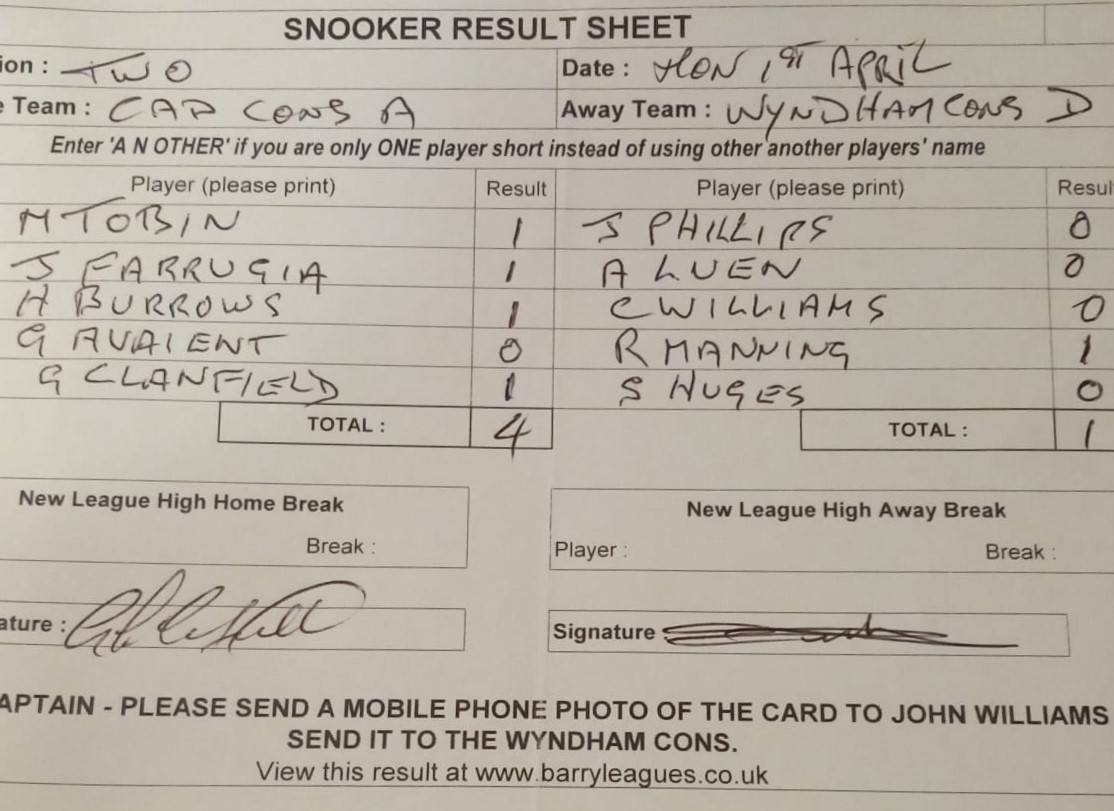 SNOOKER RESULT SHEET
ion : TWO Date : MON 1ST APRIL
e Team : CAD CONS A Away Team : WYNDHAM CONS D
Enter 'A N OTHER' if you are only ONE player short instead of using other another players' name
Player (please print) Result Player (please print) Resul
M TOBIN 1 J PHILLIPS 0
J FARRUGIA 1 A LUEN 0
H BURROWS 1 C WILLIAMS 0
G AVAIENT 0 R MANNING 1
G CLANFIELD 1 S HUGES 0
TOTAL : 4 TOTAL : 1
New League High Home Break New League High Away Break
Break : Player : Break :
ature : Signature
APTAIN - PLEASE SEND A MOBILE PHONE PHOTO OF THE CARD TO JOHN WILLIAMS
SEND IT TO THE WYNDHAM CONS.
View this result at www.barryleagues.co.uk